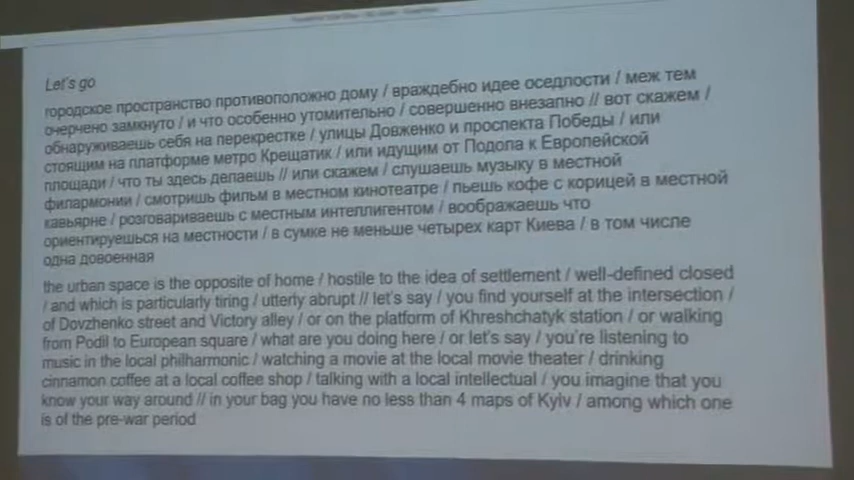 Let's go
городское пространство противоположно дому / враждебно идее оседлости / меж тем
очерчено замкнуто / и что особенно утомительно / совершенно внезапно // вот скажем /
обнаруживаешь себя на перекрестке / улицы Довженко и проспекта Победы / или
стоящим на платформе метро Крещатик / или идущим от Подола к Европейской
площади / что ты здесь делаешь // или скажем / слушаешь музыку в местной
филармонии / смотришь фильм в местном кинотеатре / пьешь кофе с корицей в местной
кавьярне / розговариваешь с местным интеллигентом / воображаешь что
ориентируешься на местности / в сумке не меньше четырех карт Киева / в том числе
одна довоенная
the urban space is the opposite of home / hostile to the idea of settlement / well-defined closed
/ and which is particularly tiring / utterly abrupt // let's say / you find yourself at the intersection /
of Dovzhenko street and Victory alley / or on the platform of Khreshchatyk station / or walking
from Podil to European square / what are you doing here / or let's say / you're listening to
music in the local philharmonic / watching a movie at the local movie theater / drinking
cinnamon coffee at a local coffee shop / talking with a local intellectual / you imagine that you
know your way around // in your bag you have no less than 4 maps of Kyiv / among which one
is of the pre-war period